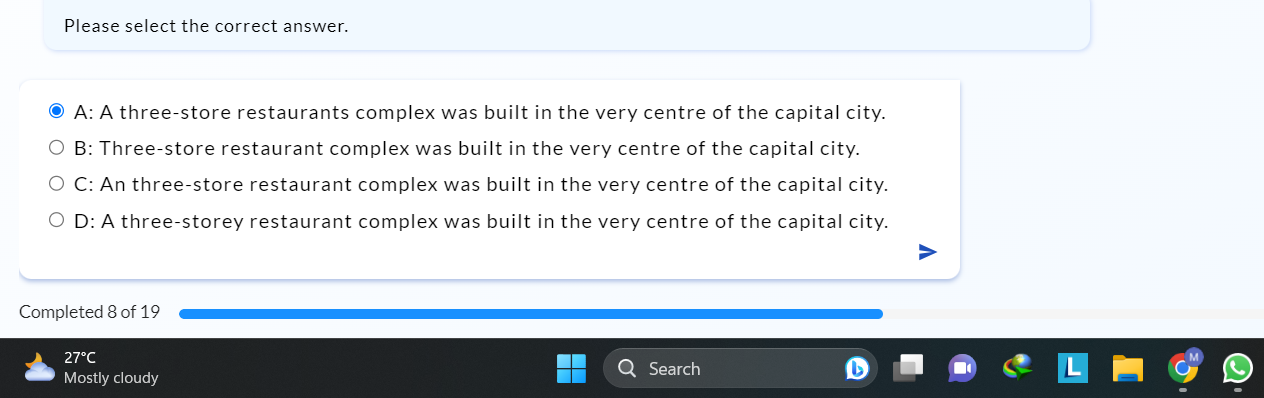 Please select the correct answer.
A: A three-store restaurants complex was built in the very centre of the capital city.
B: Three-store restaurant complex was built in the very centre of the capital city.
C: An three-store restaurant complex was built in the very centre of the capital city.
D: A three-storey restaurant complex was built in the very centre of the capital city.
Completed 8 of 19
27°C
Mostly cloudy
Search
b
L
M